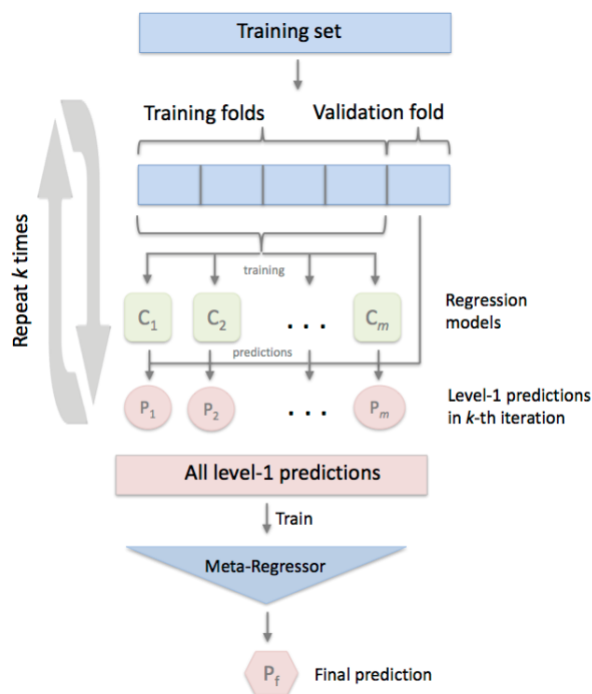 Training set
Training folds
Validation fold
Repeat k times
training
C1
C2
. . .
Cm
Regression
models
predictions
P1
P2
. . .
Pm
Level-1 predictions
in k-th iteration
All level-1 predictions
Train
Meta-Regressor
Pf
Final prediction